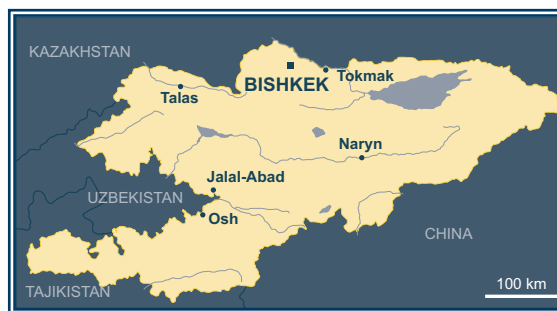 KAZAKHSTAN
BISHKEK
Tokmak
Talas
Naryn
Jalal-Abad
UZBEKISTAN
Osh
CHINA
TAJIKISTAN
100 km